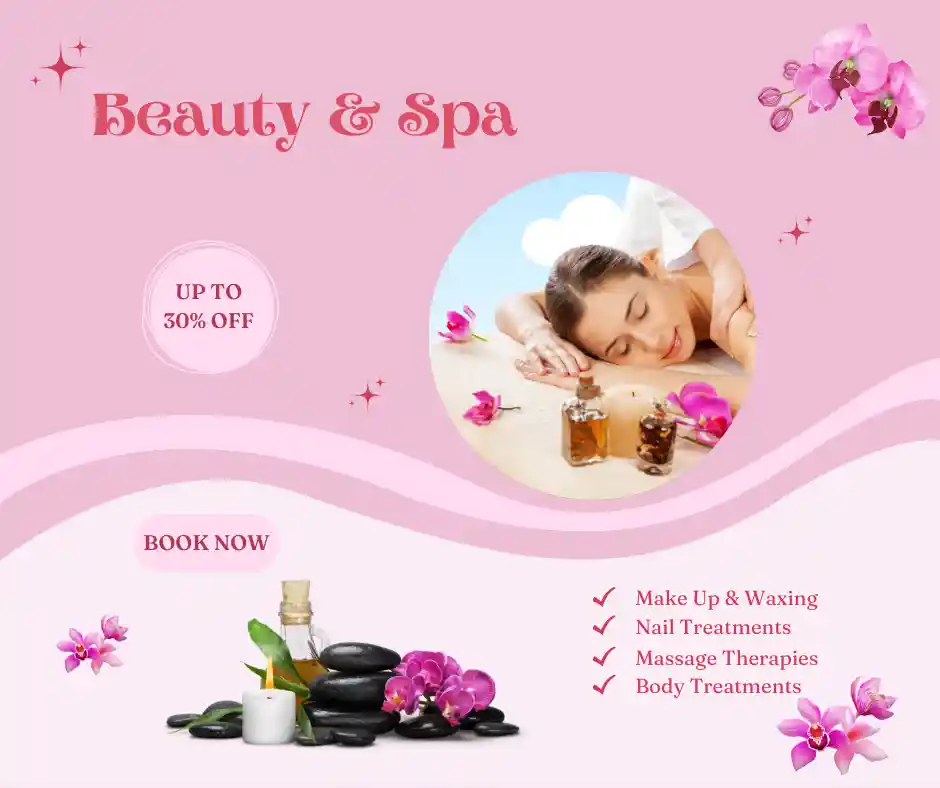 Beauty & Spa
UP TO
30% OFF
BOOK NOW
Make Up & Waxing
Nail Treatments
Massage Therapies
Body Treatments